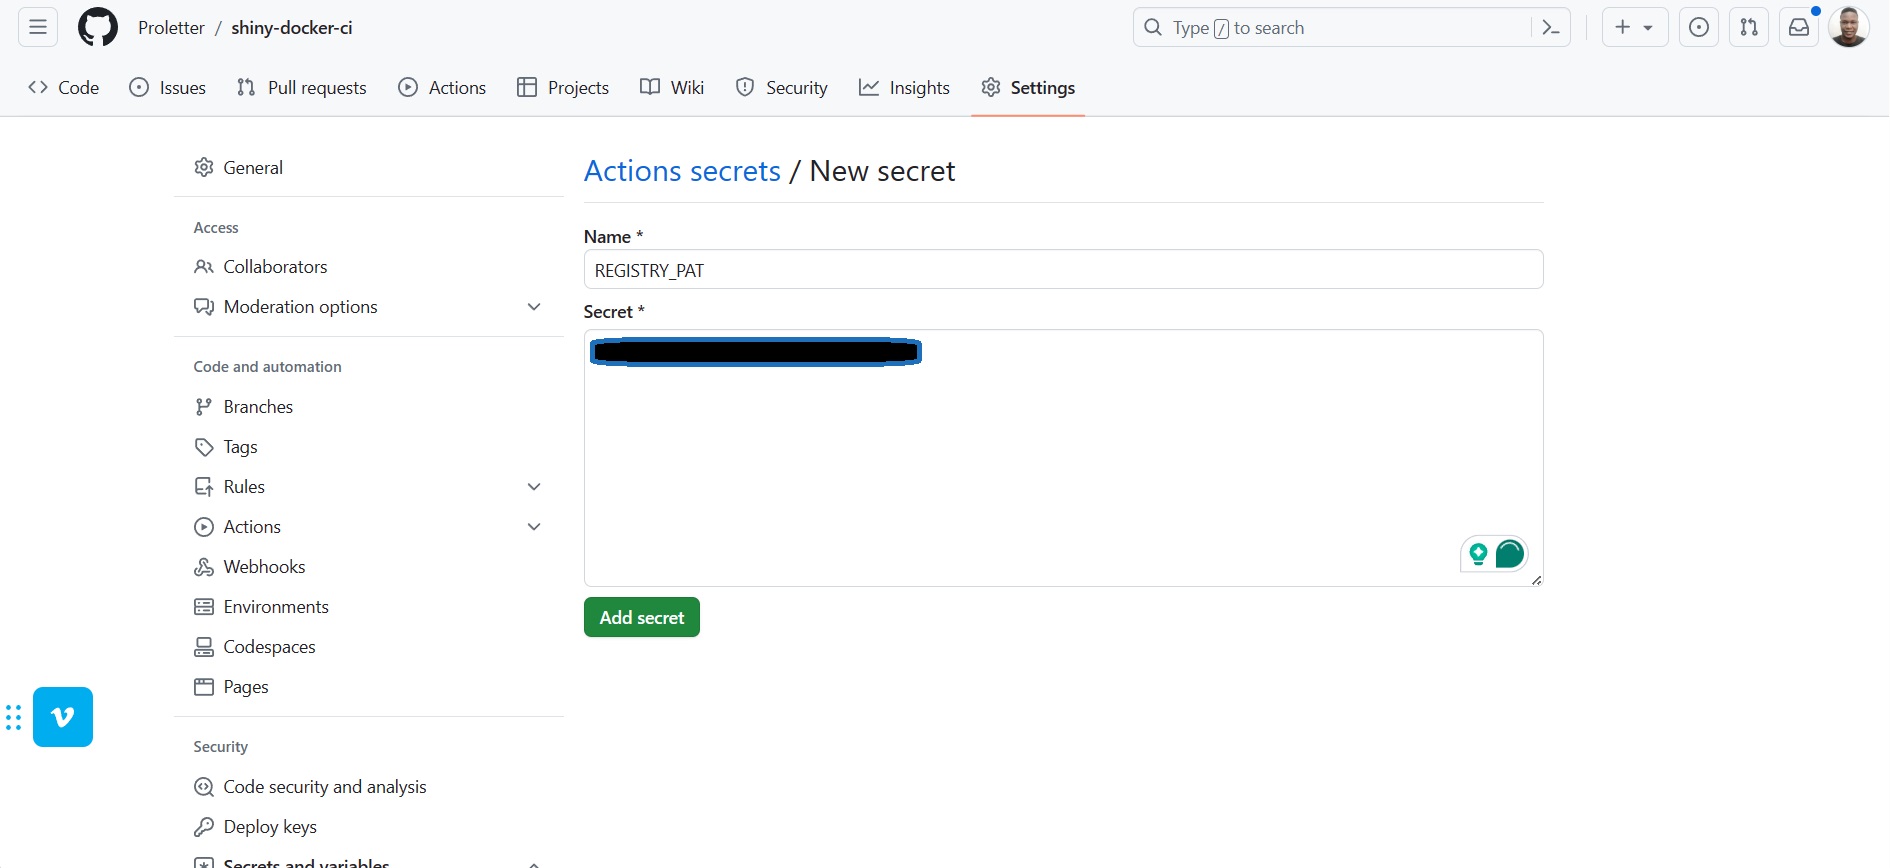 Proletter / shiny-docker-ci
Type / to search
Code
Issues
Pull requests
Actions
Projects
Wiki
Security
Insights
Settings
General
Access
Collaborators
Moderation options
Code and automation
Branches
Tags
Rules
Actions
Webhooks
Environments
Codespaces
Pages
Security
Code security and analysis
Deploy keys
Secrets and variables
Actions secrets / New secret
Name *
REGISTRY_PAT
Secret *
Add secret